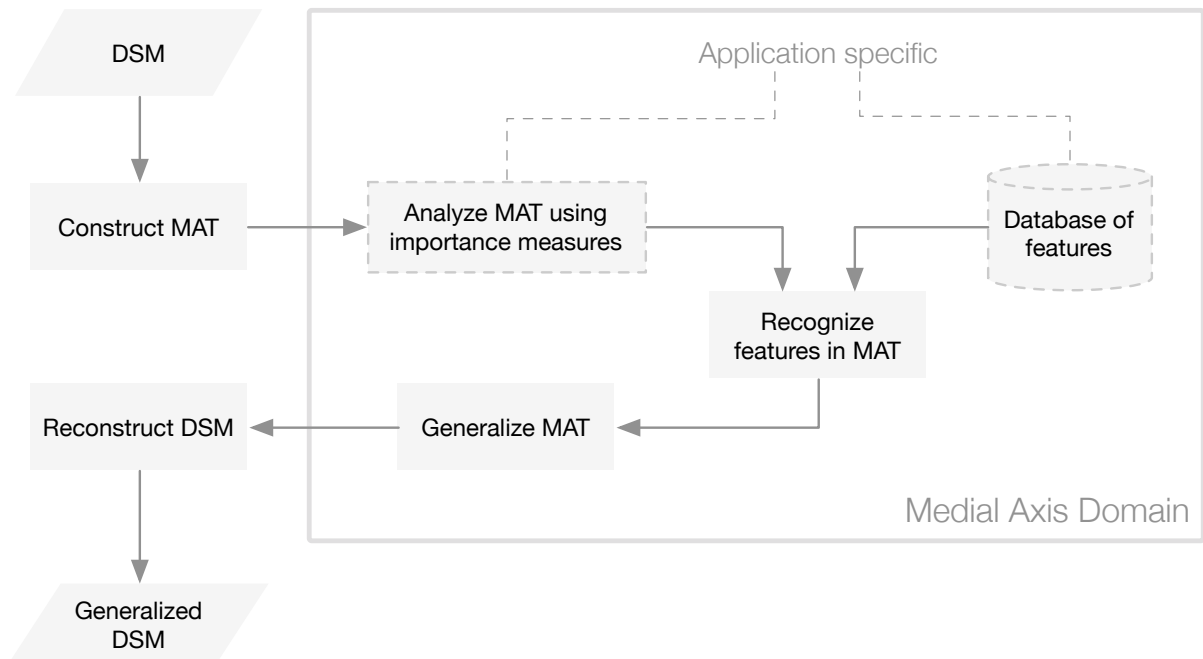 DSM
Application specific
Construct MAT
Analyze MAT using
importance measures
Database of
features
Recognize
features in MAT
Reconstruct DSM
Generalize MAT
Medial Axis Domain
Generalized
DSM